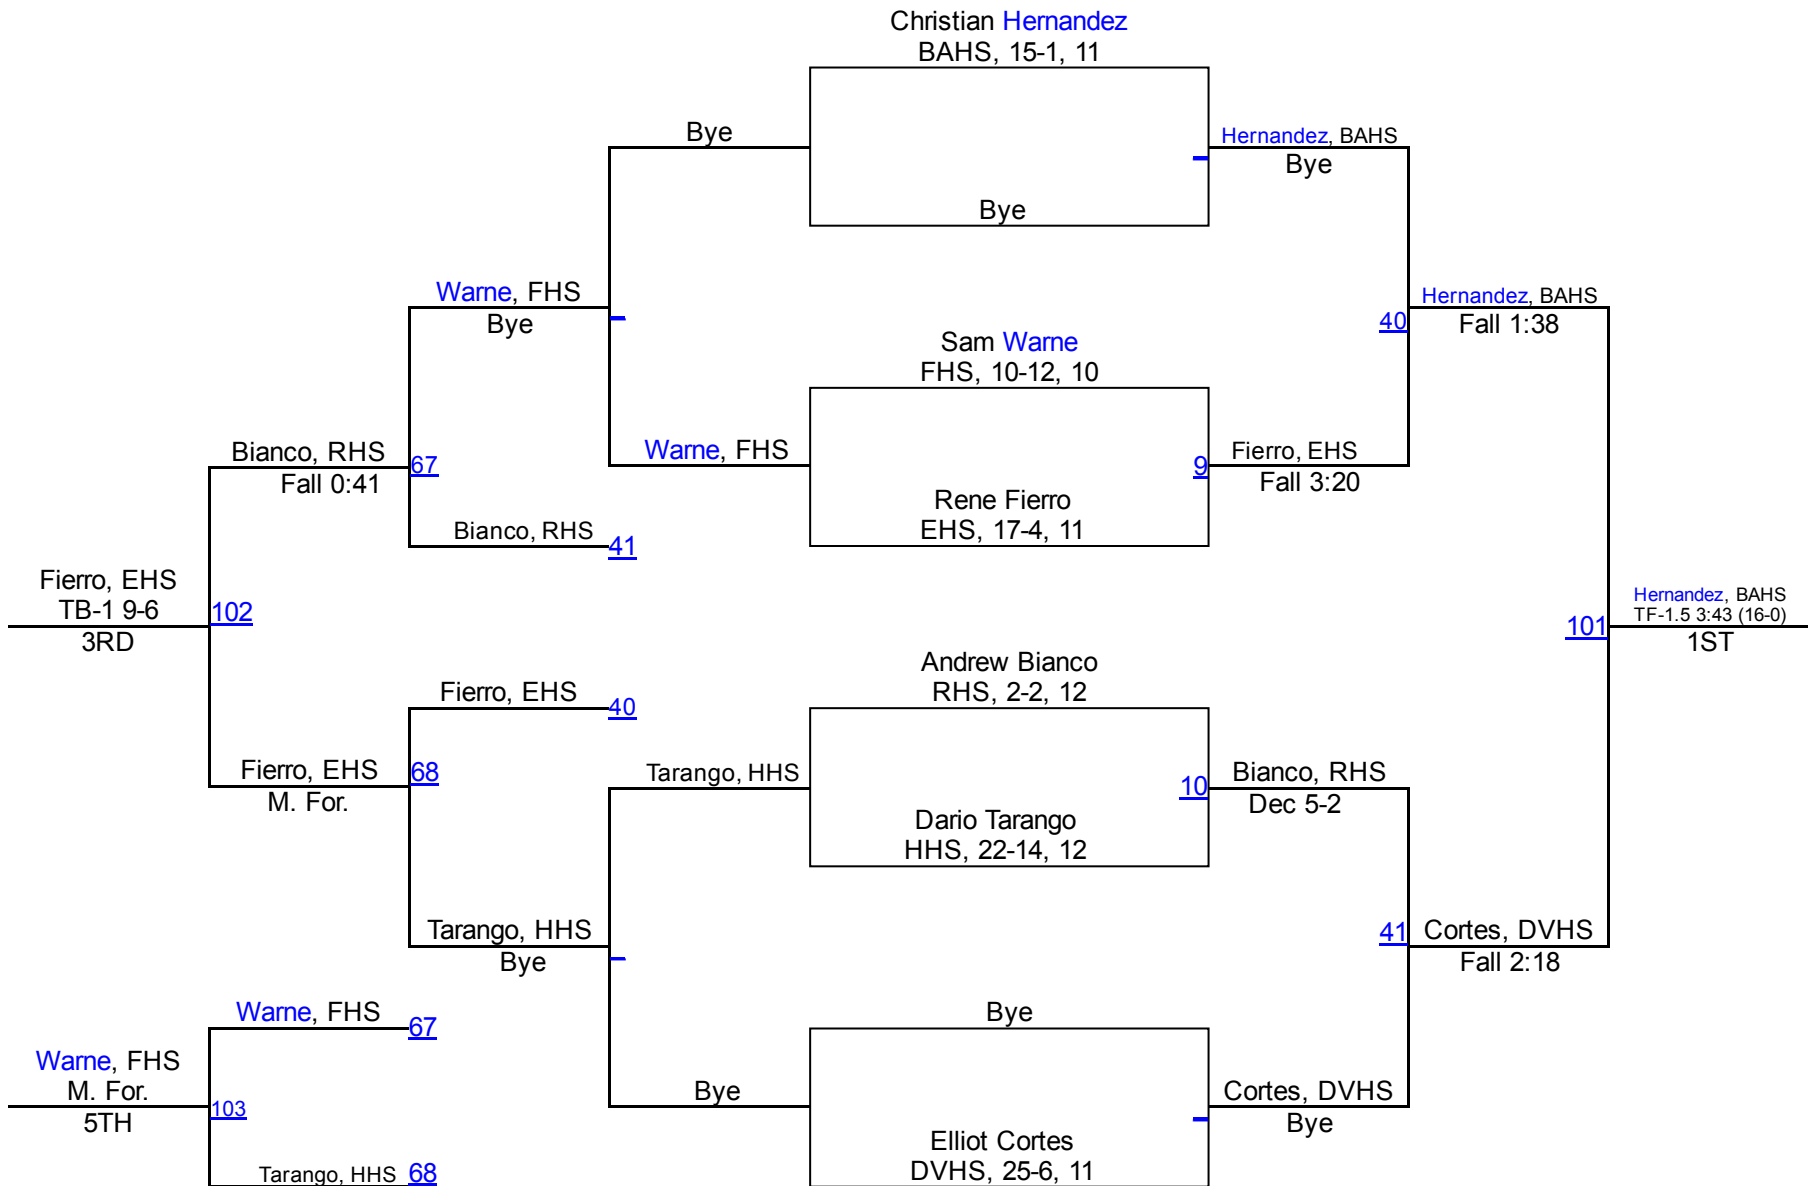 Christian Hernandez
BAHS, 15-1, 11
Bye
Hernandez, BAHS
Bye
Bye
Warne, FHS
Bye
Hernandez, BAHS
40
Fall 1:38
Sam Warne
FHS, 10-12, 10
Bianco, RHS
67
Fall 0:41
Warne, FHS
9
Fierro, EHS
Fall 3:20
Rene Fierro
EHS, 17-4, 11
Bianco, RHS
41
Fierro, EHS
TB-1 9-6
102
3RD
Hernandez, BAHS
TF-1.5 3:43 (16-0)
101
1ST
Andrew Bianco
RHS, 2-2, 12
Fierro, EHS
40
Fierro, EHS
68
M. For.
Tarango, HHS
10
Bianco, RHS
Dec 5-2
Dario Tarango
HHS, 22-14, 12
Tarango, HHS
Bye
41
Cortes, DVHS
Fall 2:18
Warne, FHS
67
Bye
Warne, FHS
M. For.
103
5TH
Bye
Cortes, DVHS
Bye
Elliot Cortes
DVHS, 25-6, 11
Tarango, HHS
68